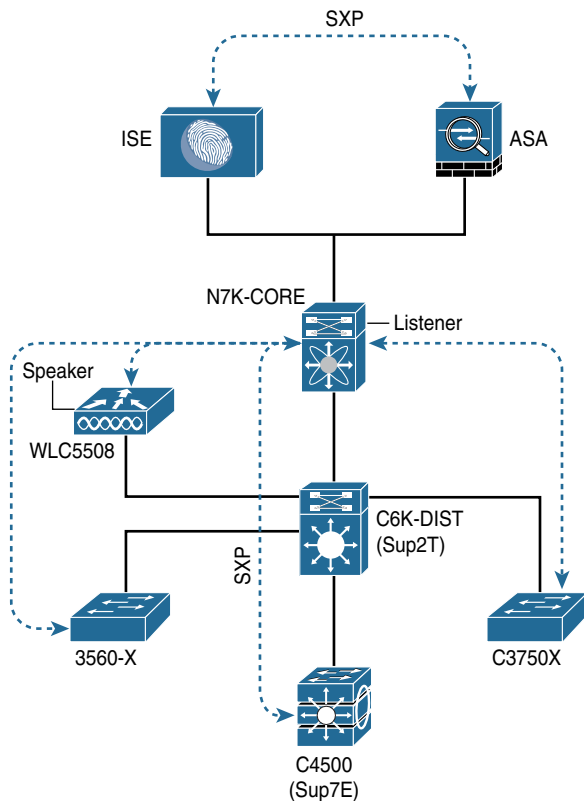 SXP
ISE
ASA
N7K-CORE
Listener
Speaker
WLC5508
C6K-DIST
(Sup2T)
SXP
3560-X
C3750X
C4500
(Sup7E)